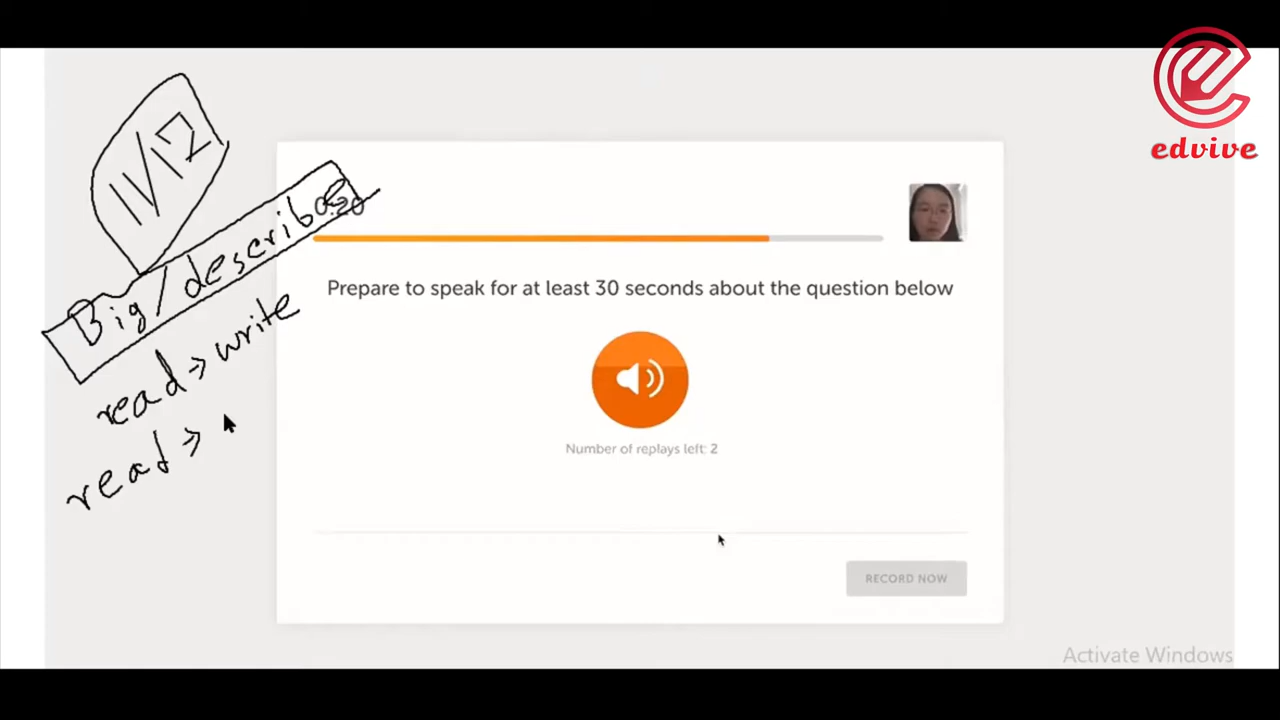 edvive
11/12
0:20
Big/describe
Prepare to speak for at least 30 seconds about the question below
read → write
read →
Number of replays left: 2
RECORD NOW
Activate Windows